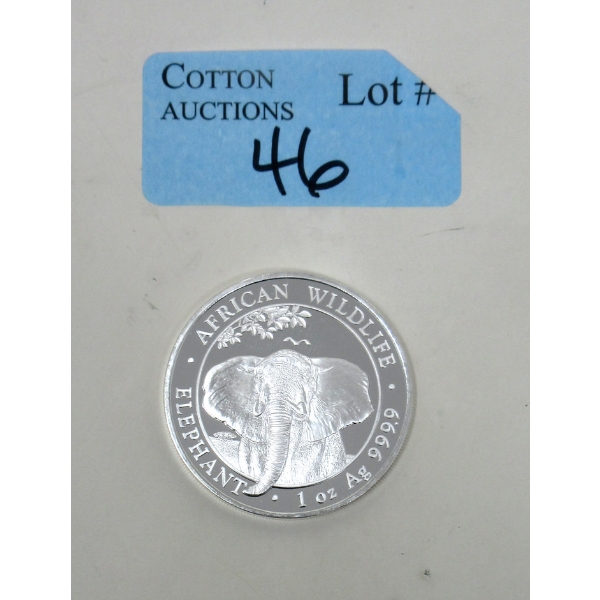 COTTON
AUCTIONS
Lot #
46
AFRICAN WILDLIFE
ELEPHANT · 1 oz Ag 999.9